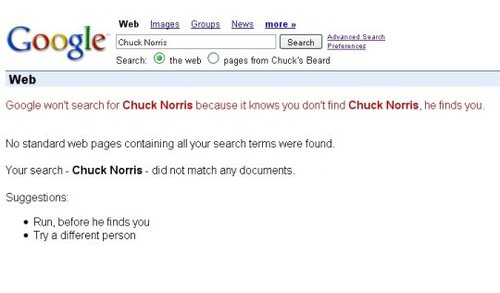 Web Images Groups News more »
Google™ Chuck Norris Search Advanced Search
Preferences
Search: the web pages from Chuck's Beard
Web
Google won't search for Chuck Norris because it knows you don't find Chuck Norris, he finds you.
No standard web pages containing all your search terms were found.
Your search - Chuck Norris - did not match any documents.
Suggestions:
• Run, before he finds you
• Try a different person